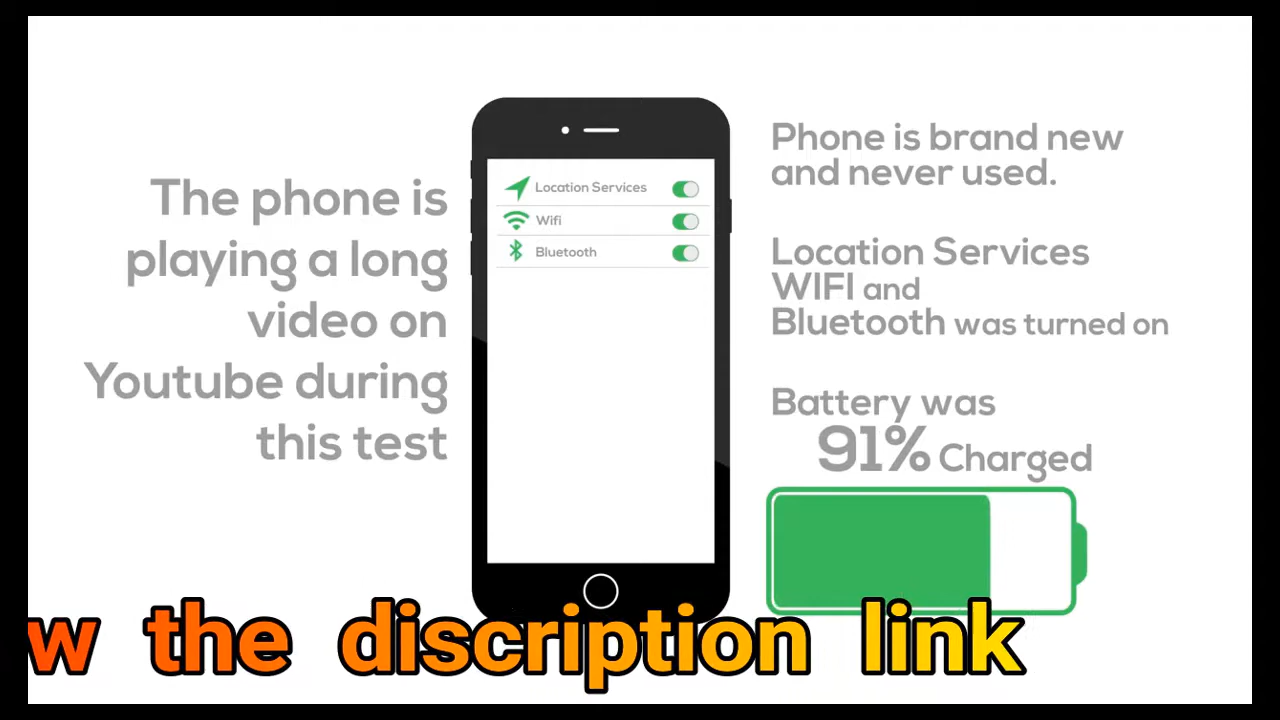 The phone is
playing a long
video on
Youtube during
this test
Location Services
Wifi
Bluetooth
Phone is brand new
and never used.
Location Services
WIFI and
Bluetooth was turned on
Battery was
91% Charged
w the discription link